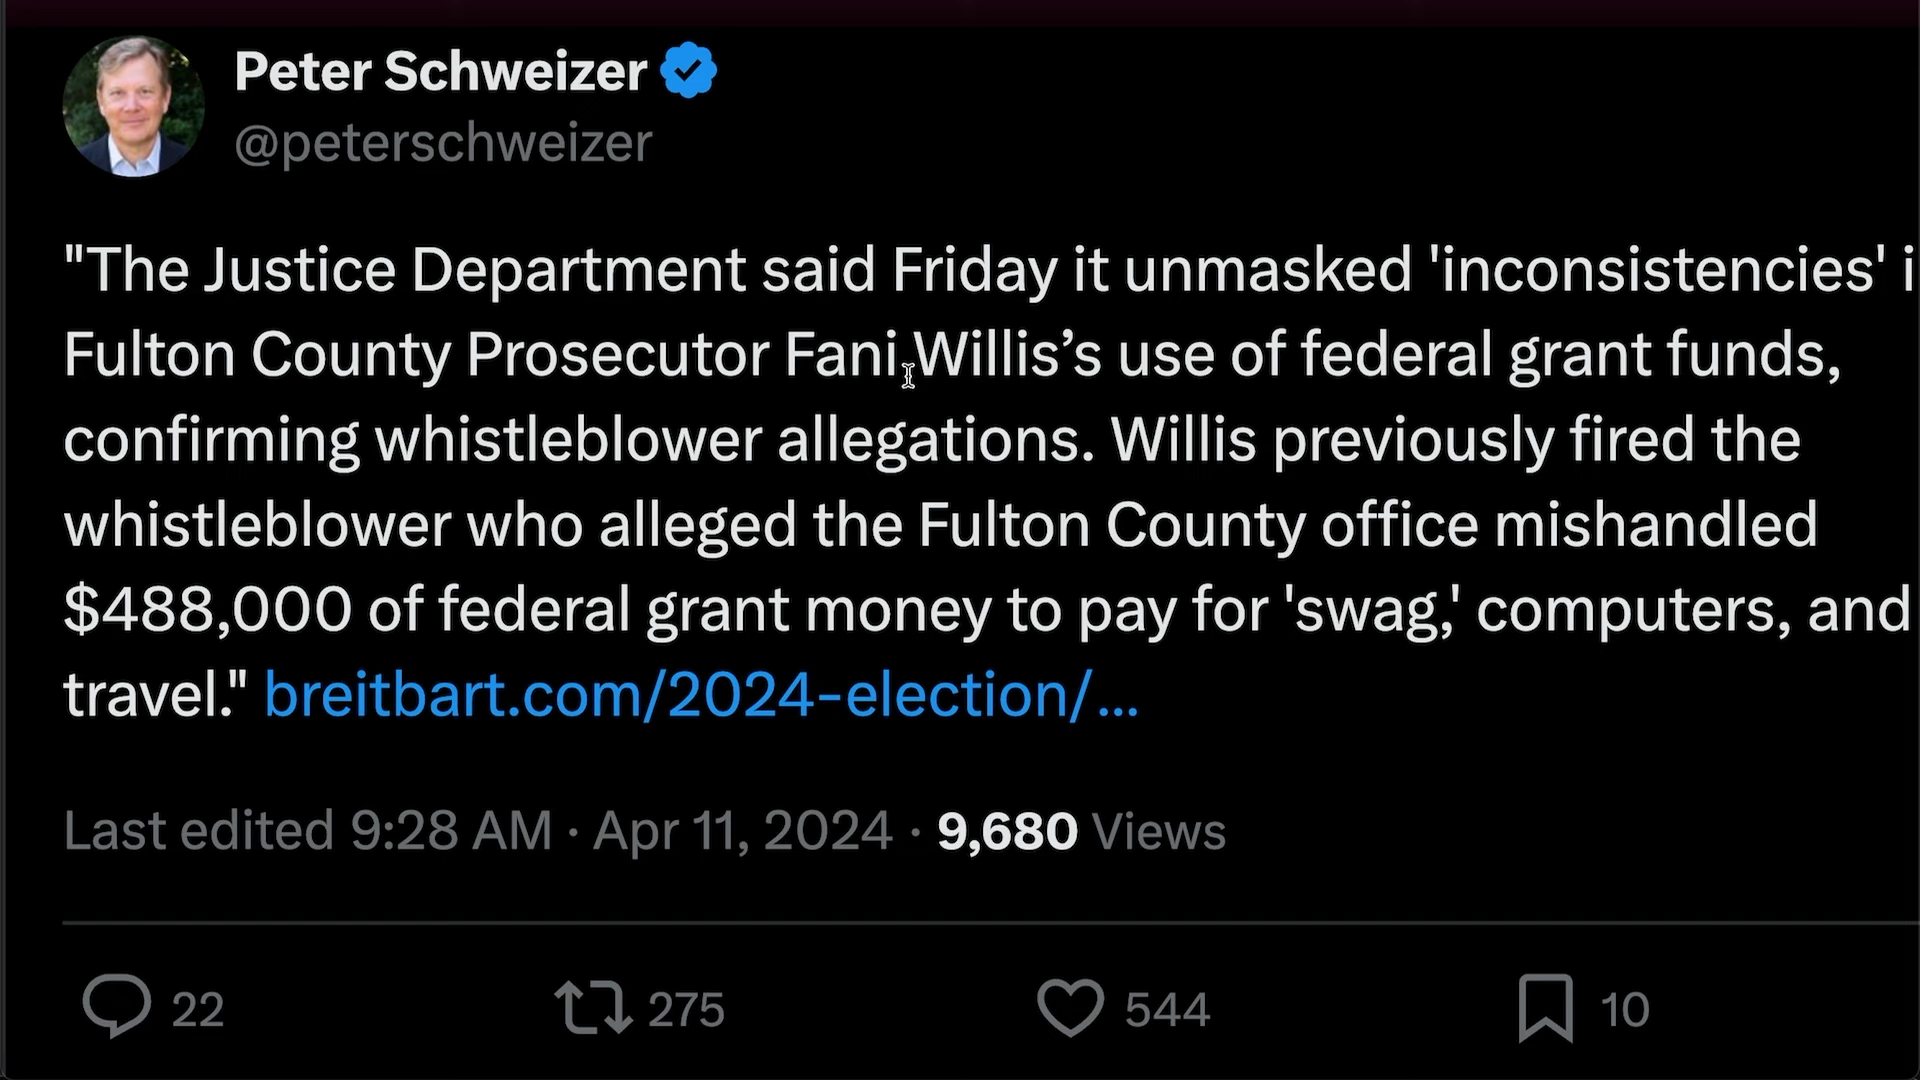 Peter Schweizer
@peterschweizer
"The Justice Department said Friday it unmasked 'inconsistencies' i
Fulton County Prosecutor Fani Willis’s use of federal grant funds,
confirming whistleblower allegations. Willis previously fired the
whistleblower who alleged the Fulton County office mishandled
$488,000 of federal grant money to pay for 'swag,' computers, and
travel." breitbart.com/2024-election/…
Last edited 9:28 AM · Apr 11, 2024 · 9,680 Views
22 275 544 10